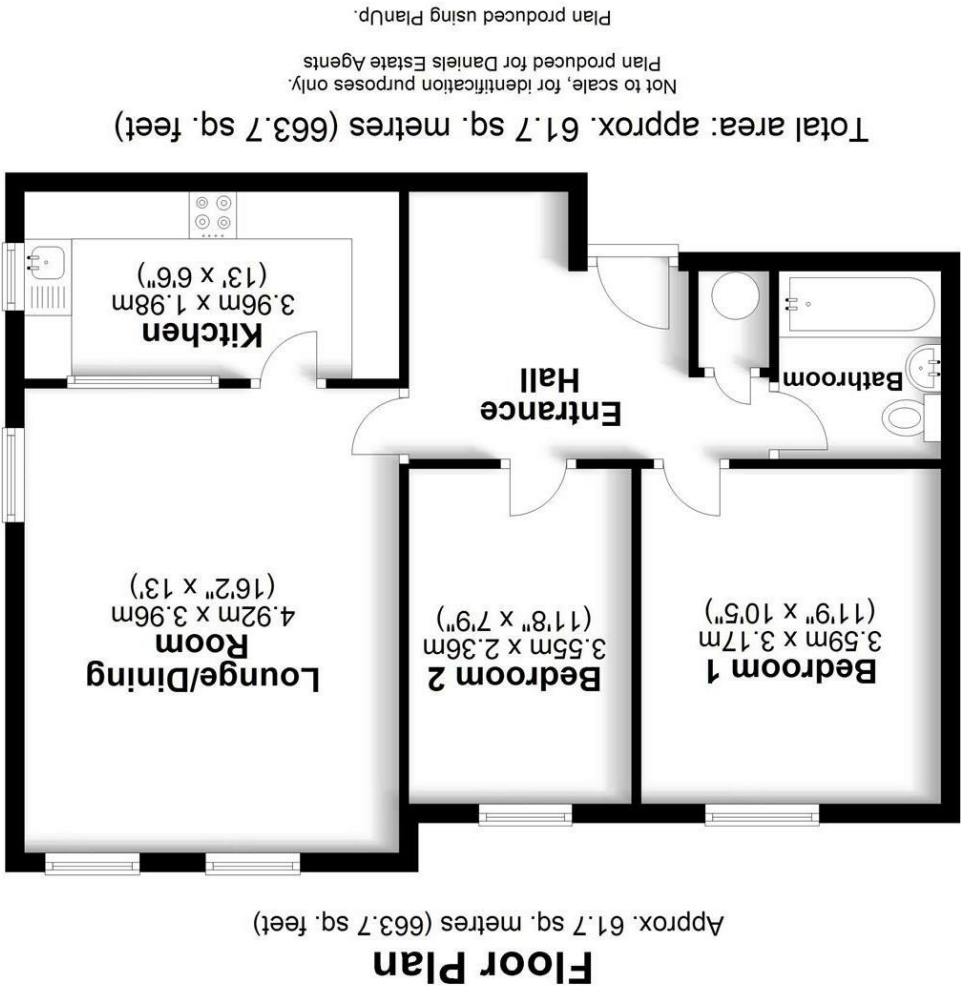 Floor Plan
Approx. 61.7 sq. metres (663.7 sq. feet)
Bedroom 1
3.59m x 3.17m
(11'9" x 10'5")
Bedroom 2
3.55m x 2.36m
(11'8" x 7'9")
Lounge/Dining
Room
4.92m x 3.96m
(16'2" x 13')
Bathroom
Entrance
Hall
Kitchen
3.96m x 1.98m
(13' x 6'6")
Total area: approx. 61.7 sq. metres (663.7 sq. feet)
Not to scale, for identification purposes only.
Plan produced for Daniels Estate Agents
Plan produced using PlanUp.